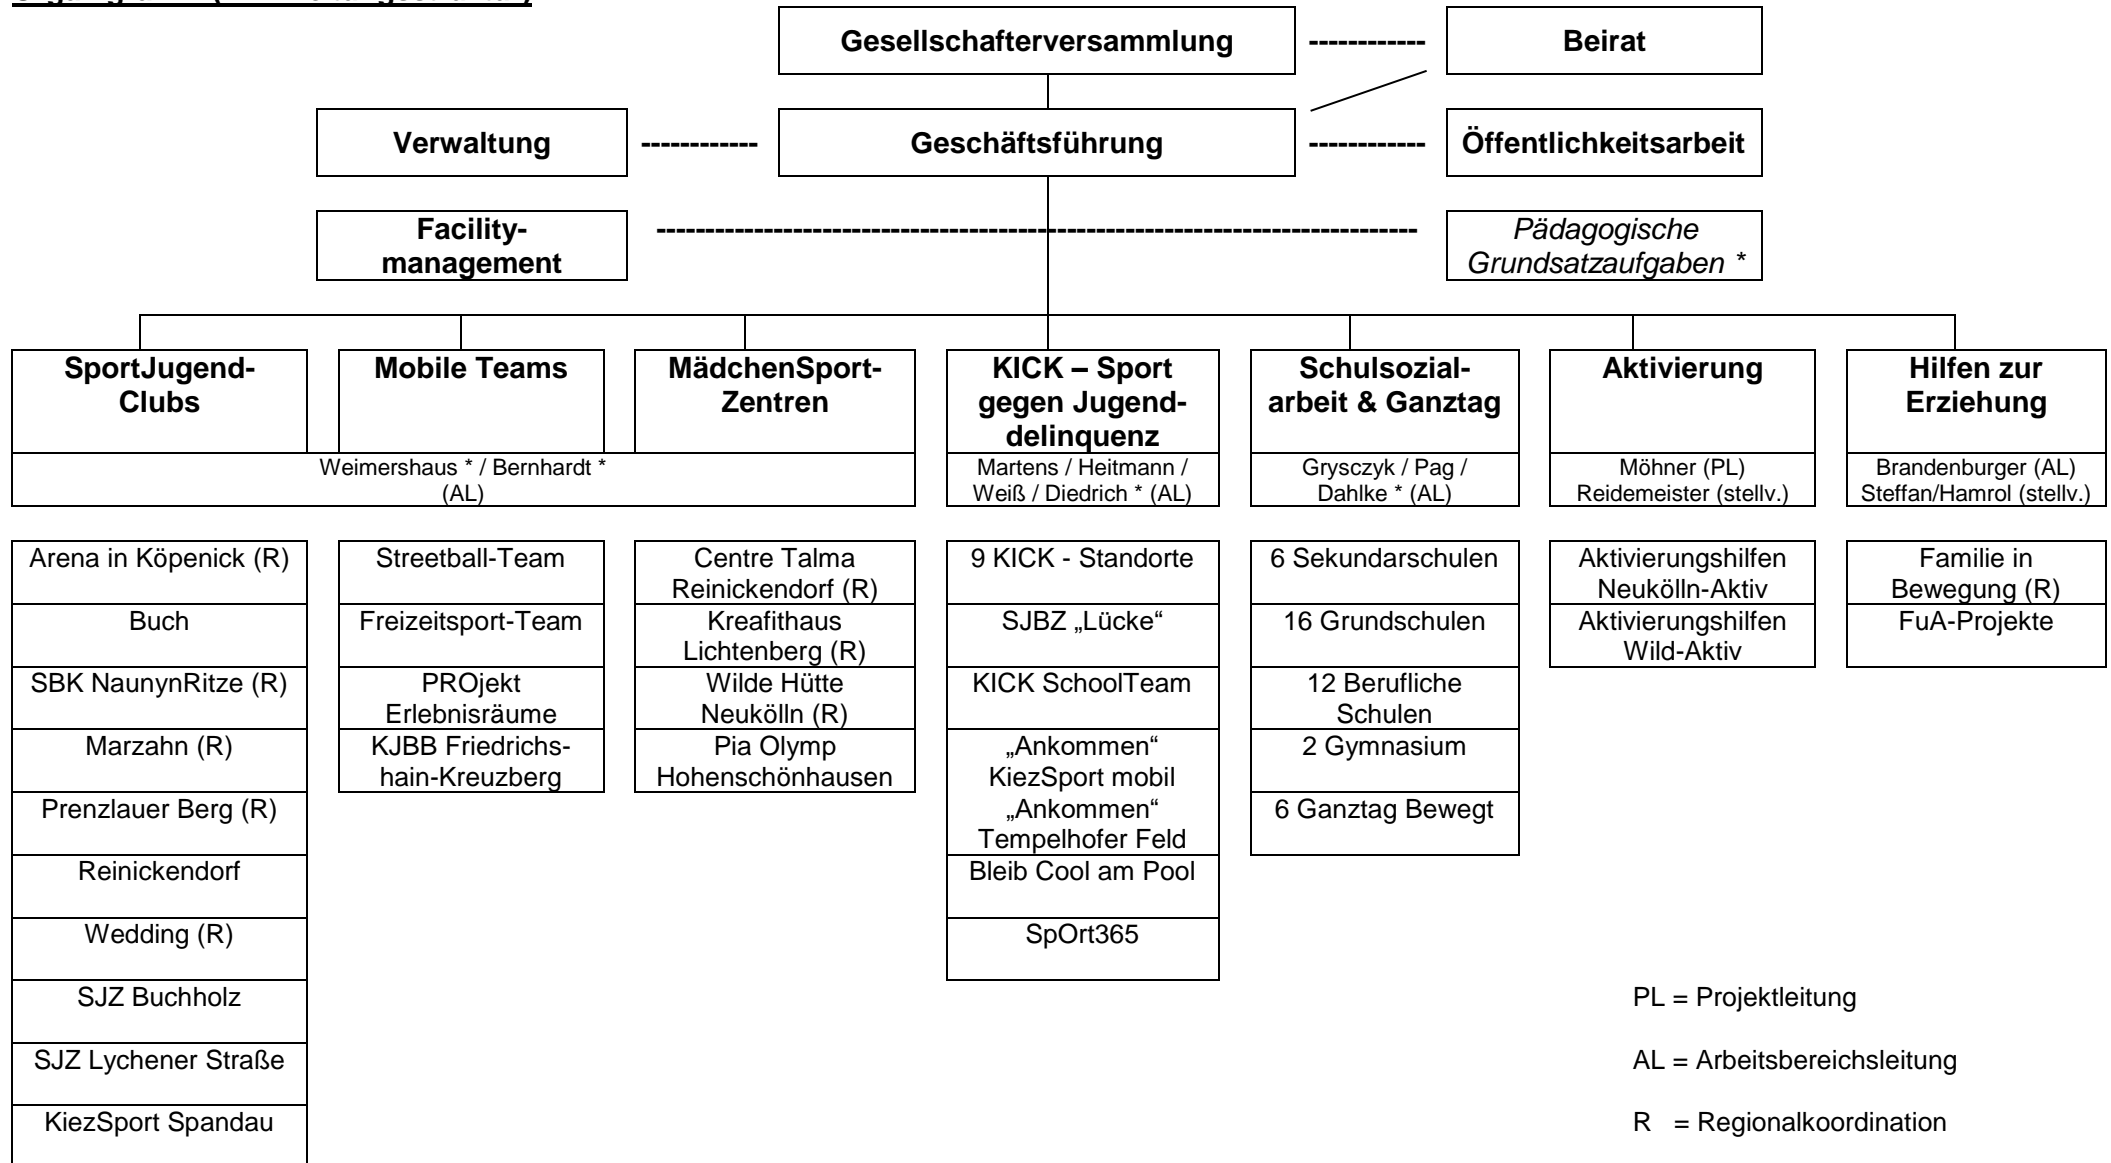 Gesellschafterversammlung ------------ Beirat
Verwaltung ------------ Geschäftsführung ------------ Öffentlichkeitsarbeit
Facility-
management
Pädagogische
Grundsatzaufgaben *
SportJugend-
Clubs
Mobile Teams
MädchenSport-
Zentren
KICK – Sport
gegen Jugend-
delinquenz
Schulsozial-
arbeit & Ganztag
Aktivierung
Hilfen zur
Erziehung
Weimershaus * / Bernhardt *
(AL)
Martens / Heitmann /
Weiß / Diedrich * (AL)
Grysczyk / Pag /
Dahlke * (AL)
Möhner (PL)
Reidemeister (stellv.)
Brandenburger (AL)
Steffan/Hamrol (stellv.)
Arena in Köpenick (R)
Buch
SBK NaunynRitze (R)
Marzahn (R)
Prenzlauer Berg (R)
Reinickendorf
Wedding (R)
SJZ Buchholz
SJZ Lychener Straße
KiezSport Spandau
Streetball-Team
Freizeitsport-Team
PROjekt
Erlebnisräume
KJBB Friedrichs-
hain-Kreuzberg
Centre Talma
Reinickendorf (R)
Kreafithaus
Lichtenberg (R)
Wilde Hütte
Neukölln (R)
Pia Olymp
Hohenschönhausen
9 KICK - Standorte
SJBZ „Lücke“
KICK SchoolTeam
„Ankommen“
KiezSport mobil
„Ankommen“
Tempelhofer Feld
Bleib Cool am Pool
SpOrt365
6 Sekundarschulen
16 Grundschulen
12 Berufliche
Schulen
2 Gymnasium
6 Ganztag Bewegt
Aktivierungshilfen
Neukölln-Aktiv
Aktivierungshilfen
Wild-Aktiv
Familie in
Bewegung (R)
FuA-Projekte
PL = Projektleitung
AL = Arbeitsbereichsleitung
R = Regionalkoordination